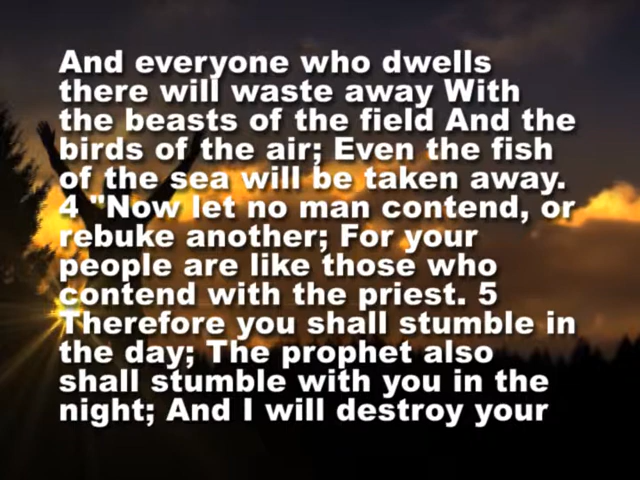 And everyone who dwells
there will waste away With
the beasts of the field And the
birds of the air; Even the fish
of the sea will be taken away.
4 "Now let no man contend, or
rebuke another; For your
people are like those who
contend with the priest. 5
Therefore you shall stumble in
the day; The prophet also
shall stumble with you in the
night; And I will destroy your